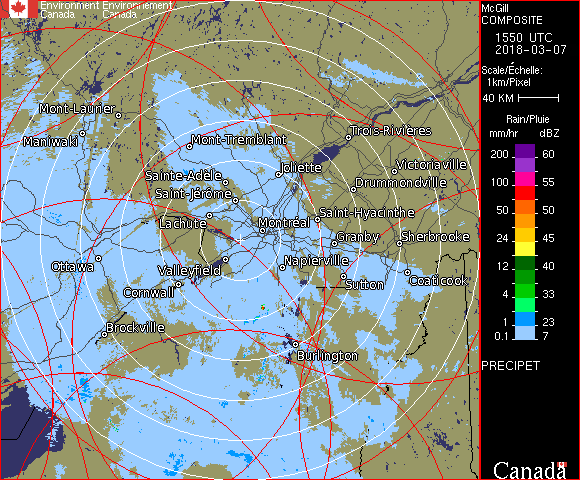 Environment Environnement
Canada Canada
McGill
COMPOSITE
1550 UTC
2018-03-07
Scale/Échelle:
1km/Pixel
40 KM
Rain/Pluie
mm/hr dBZ
200 60
100 55
50 50
24 45
12 40
4 33
1 23
0.1 7
PRECIPET
Canada
Mont-Laurier
Maniwaki
Mont-Tremblant
Trois-Rivières
Sainte-Adèle
Joliette
Victoriaville
Saint-Jérôme
Drummondville
Lachute
Montréal
Saint-Hyacinthe
Granby
Sherbrooke
Ottawa
Valleyfield
Napierville
Cornwall
Sutton
Coaticook
Brockville
Burlington